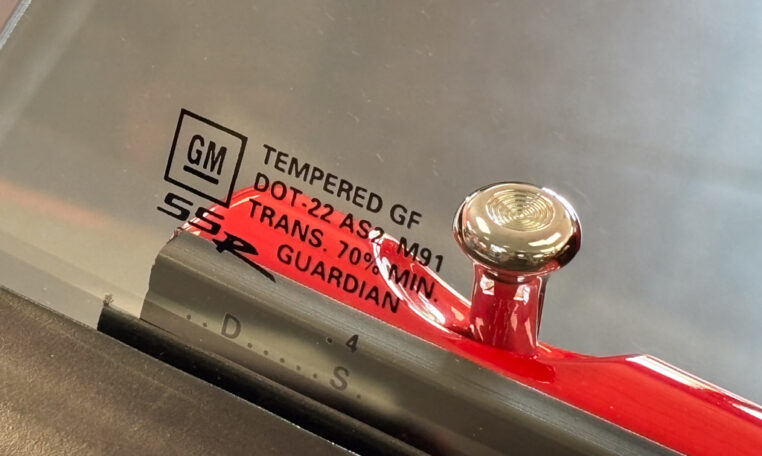 GM
SSR
TEMPERED GF
DOT-22 AS2 M91
TRANS. 70% MIN.
GUARDIAN
. . D . . . . . . 4
S .